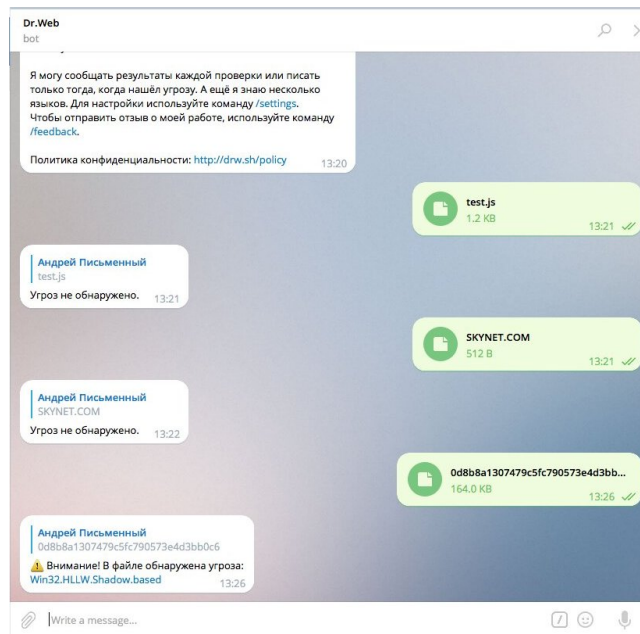 Dr.Web
bot
Я могу сообщать результаты каждой проверки или писать
только тогда, когда нашёл угрозу. А ещё я знаю несколько
языков. Для настройки используйте команду /settings.
Чтобы отправить отзыв о моей работе, используйте команду
/feedback.
Политика конфиденциальности: http://drw.sh/policy
13:20
test.js
1.2 KB
13:21
Андрей Письменный
test.js
Угроз не обнаружено.
13:21
SKYNET.COM
512 B
13:21
Андрей Письменный
SKYNET.COM
Угроз не обнаружено.
13:22
0d8b8a1307479c5fc790573e4d3bb...
164.0 KB
13:26
Андрей Письменный
0d8b8a1307479c5fc790573e4d3bb0c6
Внимание! В файле обнаружена угроза:
Win32.HLLW.Shadow.based
13:26
Write a message...